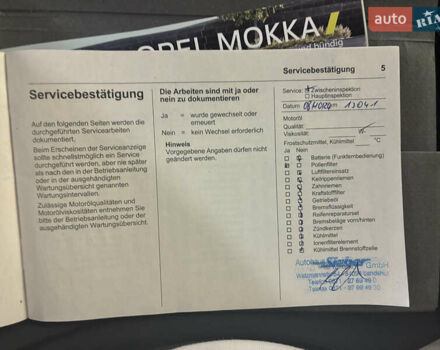 auto RIA
OPEL MOKKA
und bündig
Servicebestätigung 5
Servicebestätigung
Auf den folgenden Seiten werden die
durchgeführten Servicearbeiten
dokumentiert.
Beim Erscheinen der Serviceanzeige
sollte schnellstmöglich ein Service
durchgeführt werden, aber nie später
als nach den in der Betriebsanleitung
oder in der ausgehändigten
Wartungsübersicht genannten
Wartungsintervallen.
Zulässige Motorölqualitäten und
Motorölviskositäten entnehmen Sie
bitte der Betriebsanleitung oder der
ausgehändigten Wartungsübersicht.
Die Arbeiten sind mit ja oder
nein zu dokumentieren
Ja = wurde gewechselt oder
erneuert
Nein = kein Wechsel erforderlich
Hinweis
Vorgegebene Angaben dürfen nicht
geändert werden.
Service: Zwischeninspektion
Hauptinspektion
Datum
Motoröl
Qualität:
Viskosität:
Frostschutzmittel, Kühlmittel °C
Ja Nein
Batterie (Funkfernbedienung)
Pollenfilter
Luftfiltereinsatz
Keilrippenriemen
Zahnriemen
Kraftstofffilter
Getriebeöl
Bremsflüssigkeit
Reifenreparaturset
Bremsbeläge vorn/hinten
Zündkerzen
Kühlmittel
Ionenfilterelement
Kühlmittel Brennstoffzelle
Autohaus GmbH